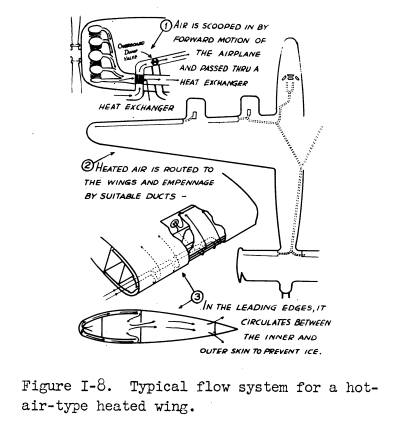 ① AIR IS SCOOPED IN BY
FORWARD MOTION OF
THE AIRPLANE
AND PASSED THRU A
HEAT EXCHANGER
OVERBOARD
DUMP
VALVE
HEAT EXCHANGER
② HEATED AIR IS ROUTED TO
THE WINGS AND EMPENNAGE
BY SUITABLE DUCTS –
③ IN THE LEADING EDGES, IT
CIRCULATES BETWEEN
THE INNER AND
OUTER SKIN TO PREVENT ICE.
Figure I-8. Typical flow system for a hot-
air-type heated wing.